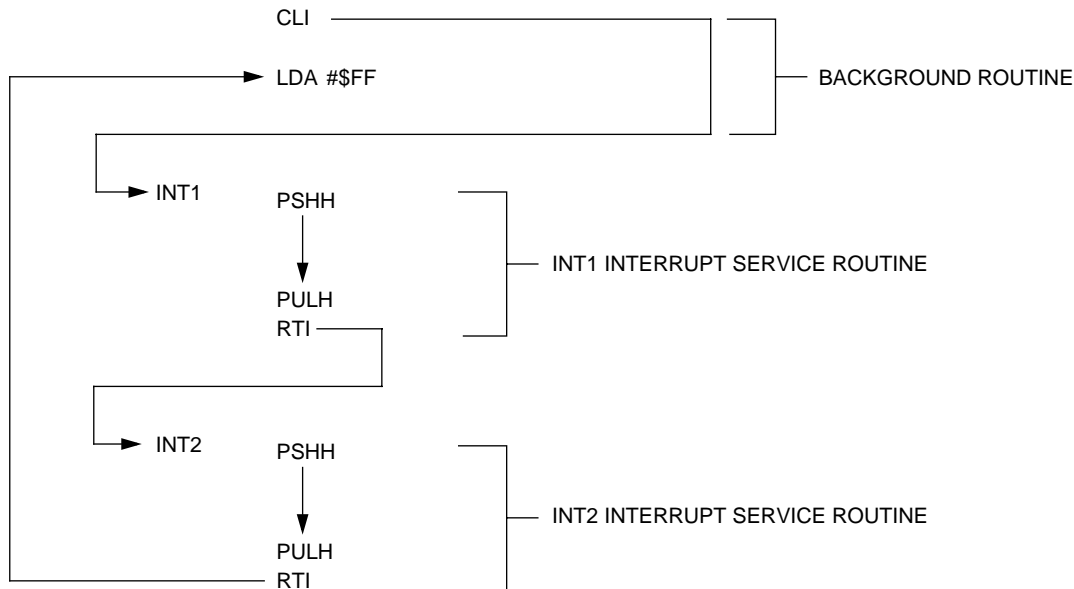 CLI
LDA #$FF
BACKGROUND ROUTINE
INT1
PSHH
INT1 INTERRUPT SERVICE ROUTINE
PULH
RTI
INT2
PSHH
INT2 INTERRUPT SERVICE ROUTINE
PULH
RTI